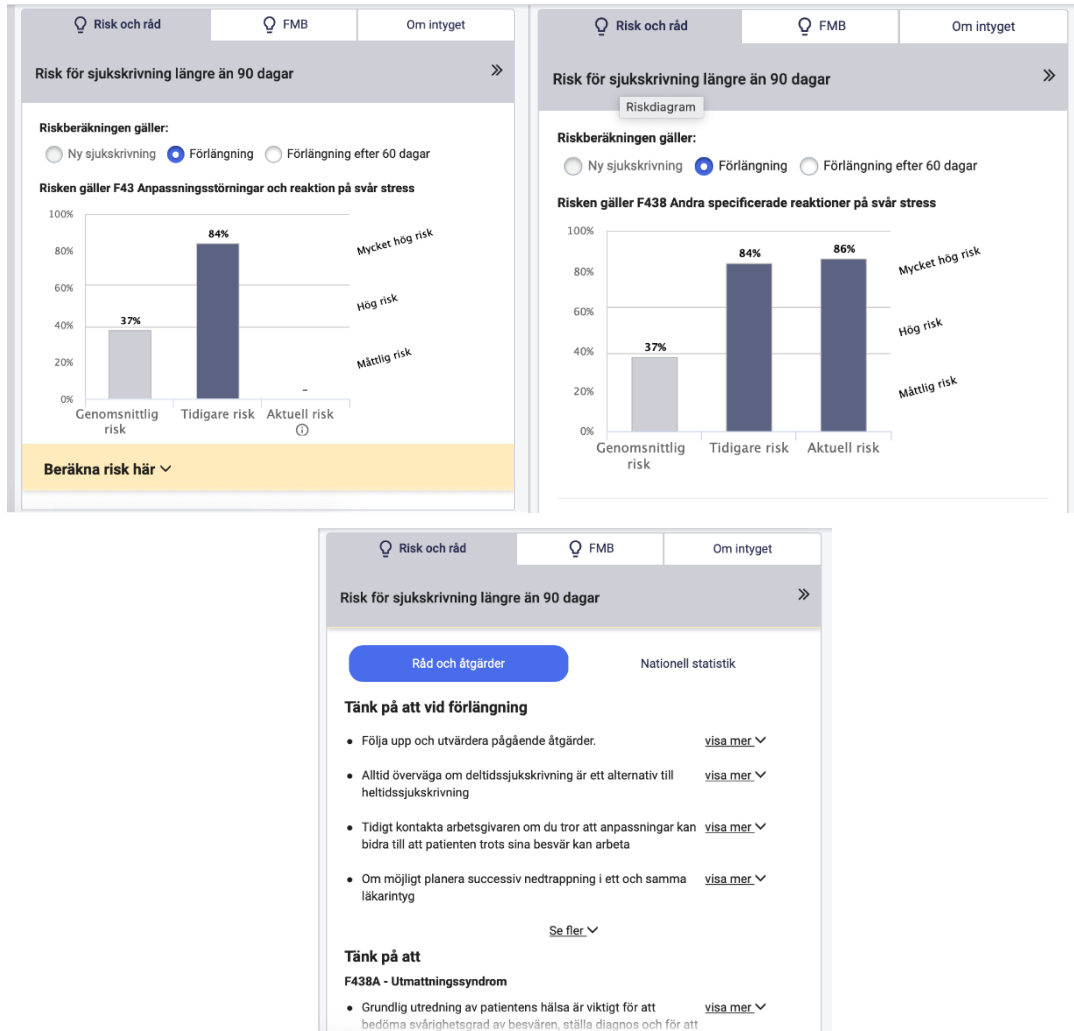 Risk och råd
FMB
Om intyget
Risk för sjukskrivning längre än 90 dagar
Riskberäkningen gäller:
Ny sjukskrivning
Förlängning
Förlängning efter 60 dagar
Risken gäller F43 Anpassningsstörningar och reaktion på svår stress
100%
80%
60%
40%
20%
0%
37%
84%
–
Mycket hög risk
Hög risk
Måttlig risk
Genomsnittlig
risk
Tidigare risk
Aktuell risk
Beräkna risk här
Risk och råd
FMB
Om intyget
Risk för sjukskrivning längre än 90 dagar
Riskdiagram
Riskberäkningen gäller:
Ny sjukskrivning
Förlängning
Förlängning efter 60 dagar
Risken gäller F438 Andra specificerade reaktioner på svår stress
100%
80%
60%
40%
20%
0%
37%
84%
86%
Mycket hög risk
Hög risk
Måttlig risk
Genomsnittlig
risk
Tidigare risk
Aktuell risk
Risk och råd
FMB
Om intyget
Risk för sjukskrivning längre än 90 dagar
Råd och åtgärder
Nationell statistik
Tänk på att vid förlängning
• Följa upp och utvärdera pågående åtgärder. visa mer
• Alltid överväga om deltidssjukskrivning är ett alternativ till visa mer
heltidssjukskrivning
• Tidigt kontakta arbetsgivaren om du tror att anpassningar kan visa mer
bidra till att patienten trots sina besvär kan arbeta
• Om möjligt planera successiv nedtrappning i ett och samma visa mer
läkarintyg
Se fler
Tänk på att
F438A - Utmattningssyndrom
• Grundlig utredning av patientens hälsa är viktigt för att visa mer
bedöma svårighetsgrad av besvären, ställa diagnos och för att